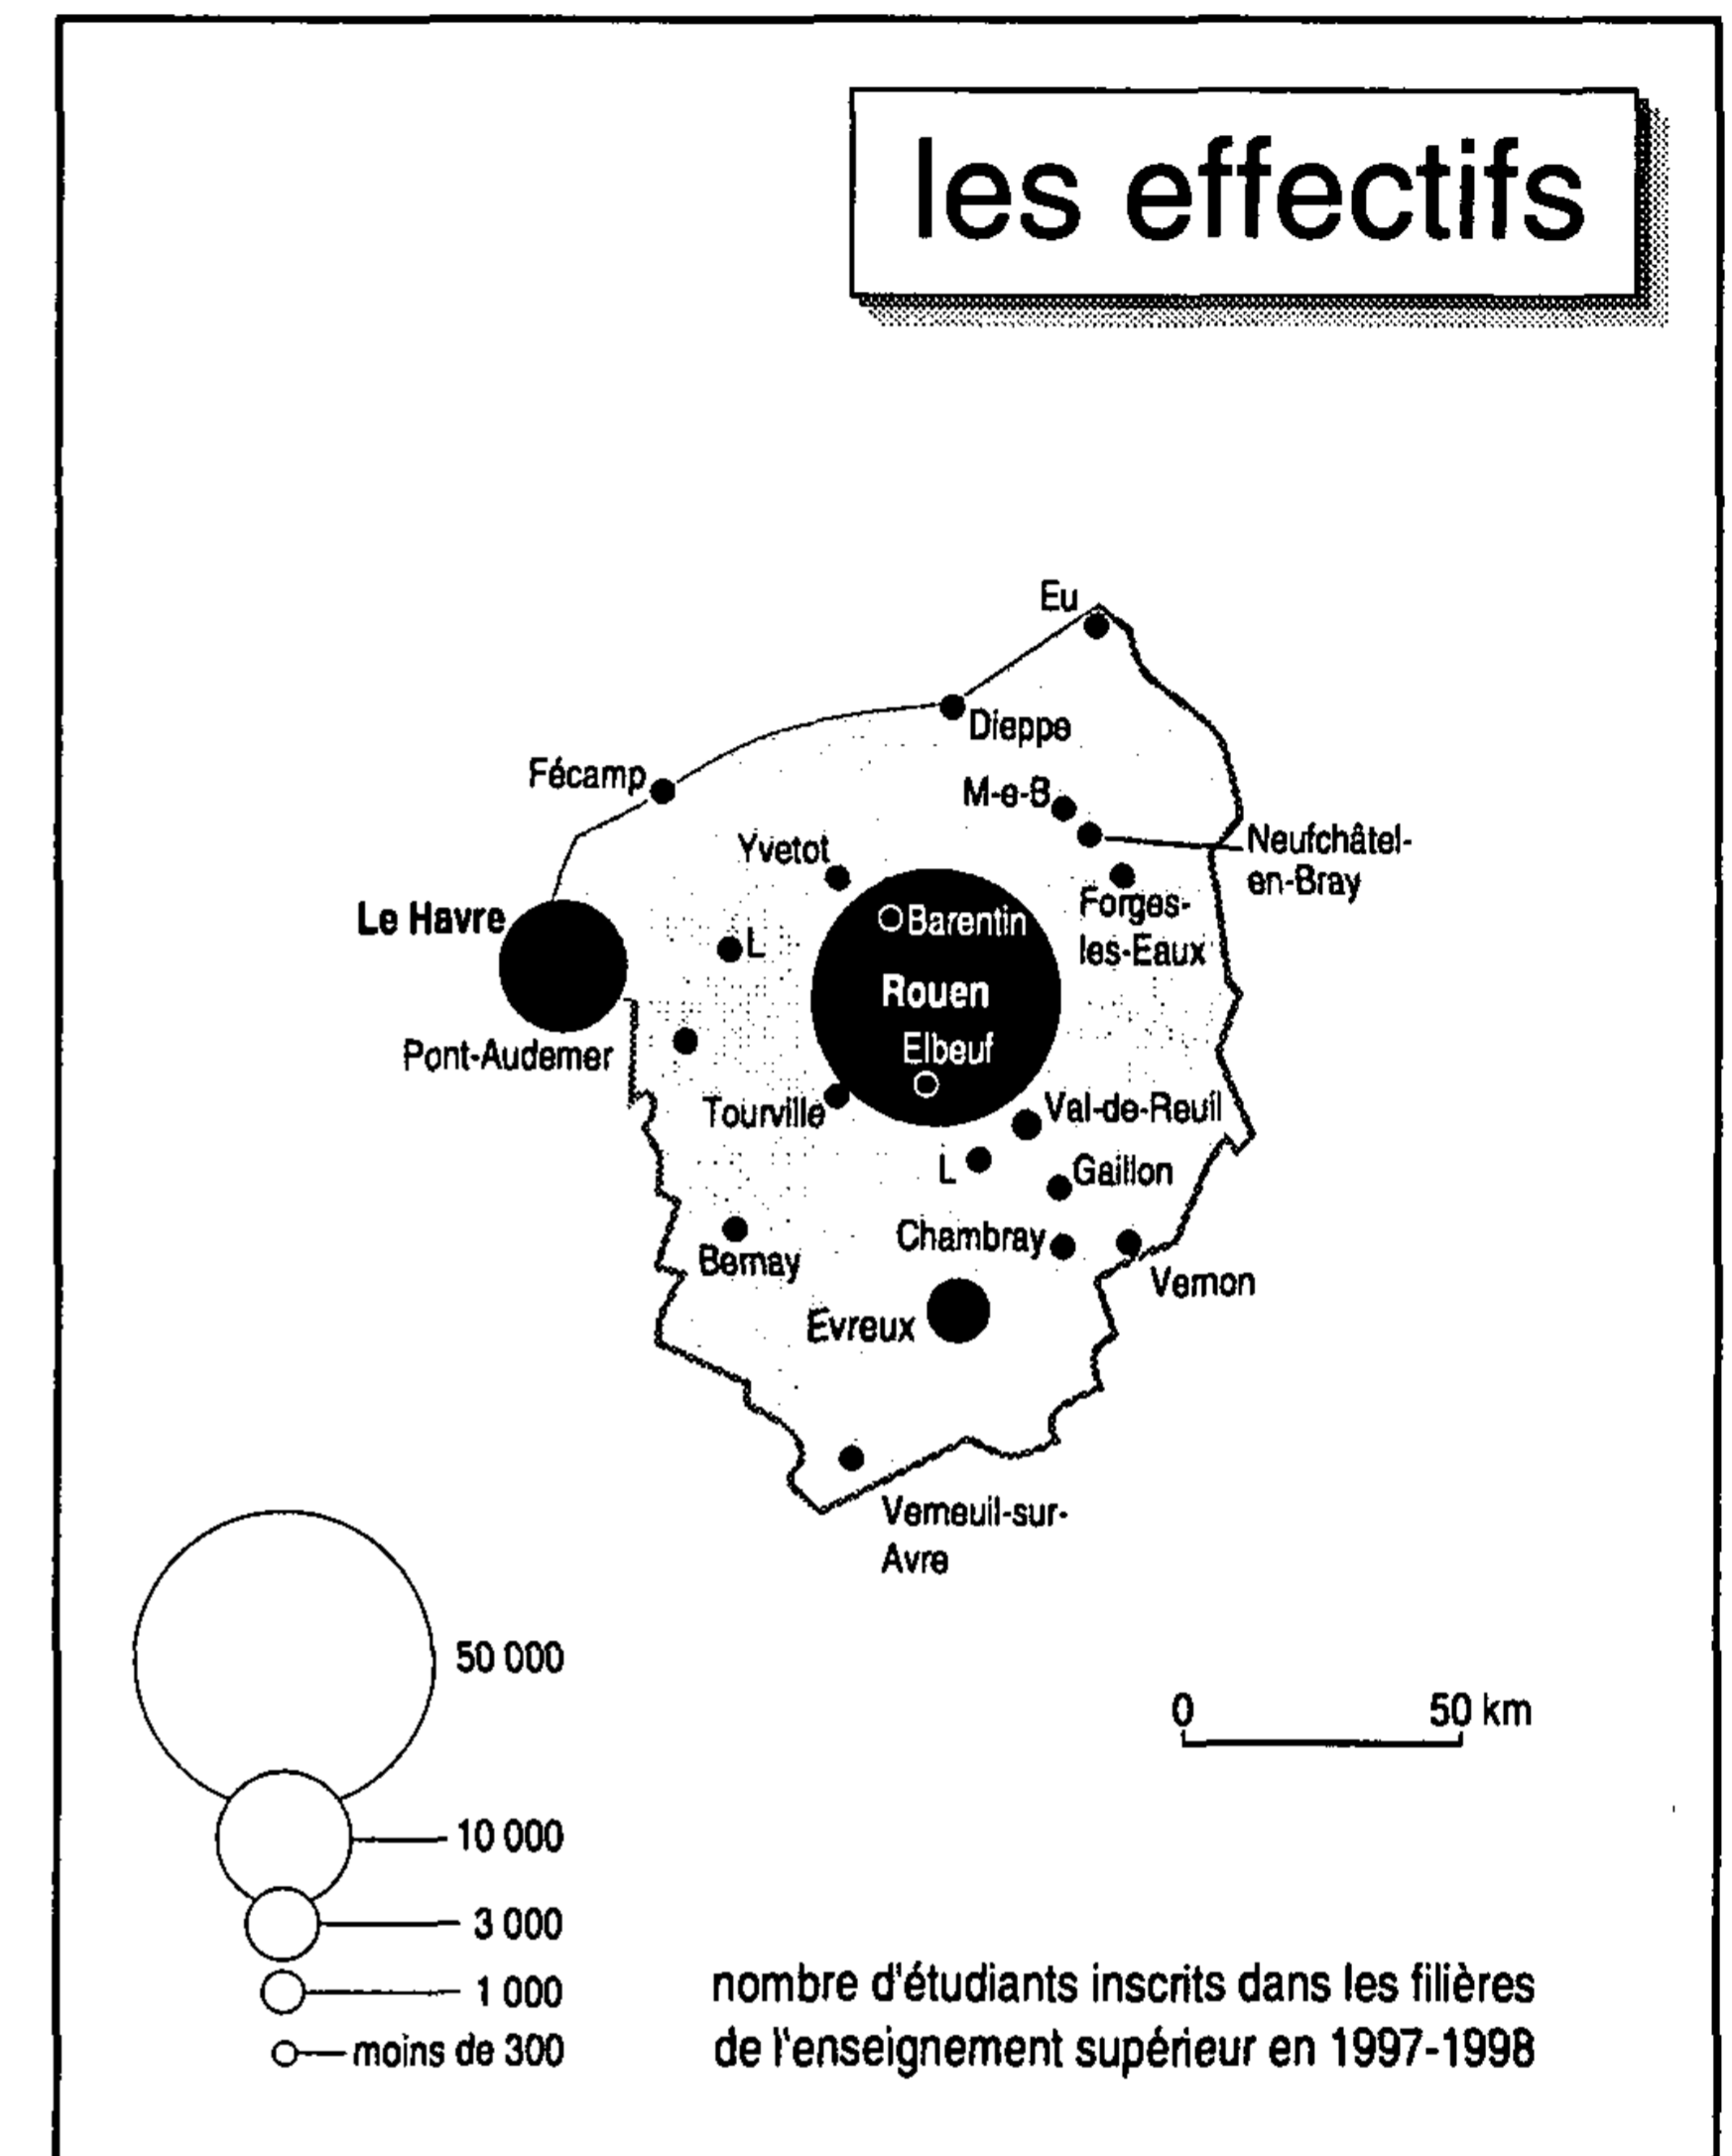 les effectifs
Eu
Dieppe
Fécamp
M-e-B
Neufchâtel-
en-Bray
Yvetot
Forges-
les-Eaux
Le Havre
Barentin
L
Rouen
Elbeuf
Pont-Audemer
Tourville
Val-de-Reuil
L
Gaillon
Chambray
Bernay
Vernon
Evreux
Verneuil-sur-
Avre
50 000
0 50 km
10 000
3 000
1 000
moins de 300
nombre d'étudiants inscrits dans les filières
de l'enseignement supérieur en 1997-1998